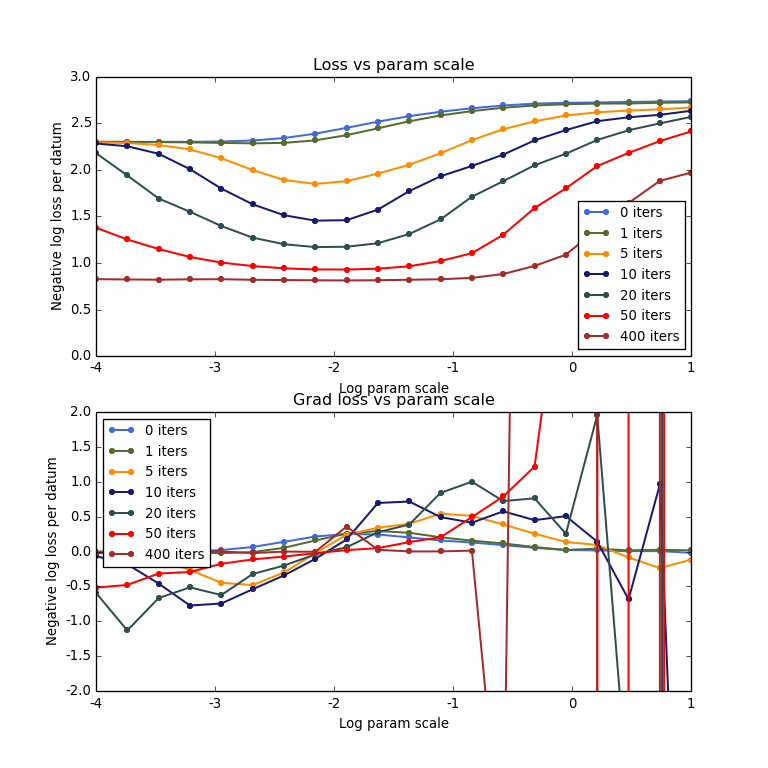 Loss vs param scale
3.0
2.5
2.0
1.5
1.0
0.5
0.0
Negative log loss per datum
0 iters
1 iters
5 iters
10 iters
20 iters
50 iters
400 iters
-4 -3 -2 -1 0 1
Log param scale
Grad loss vs param scale
2.0
1.5
1.0
0.5
0.0
-0.5
-1.0
-1.5
-2.0
Negative log loss per datum
0 iters
1 iters
5 iters
10 iters
20 iters
50 iters
400 iters
-4 -3 -2 -1 0 1
Log param scale